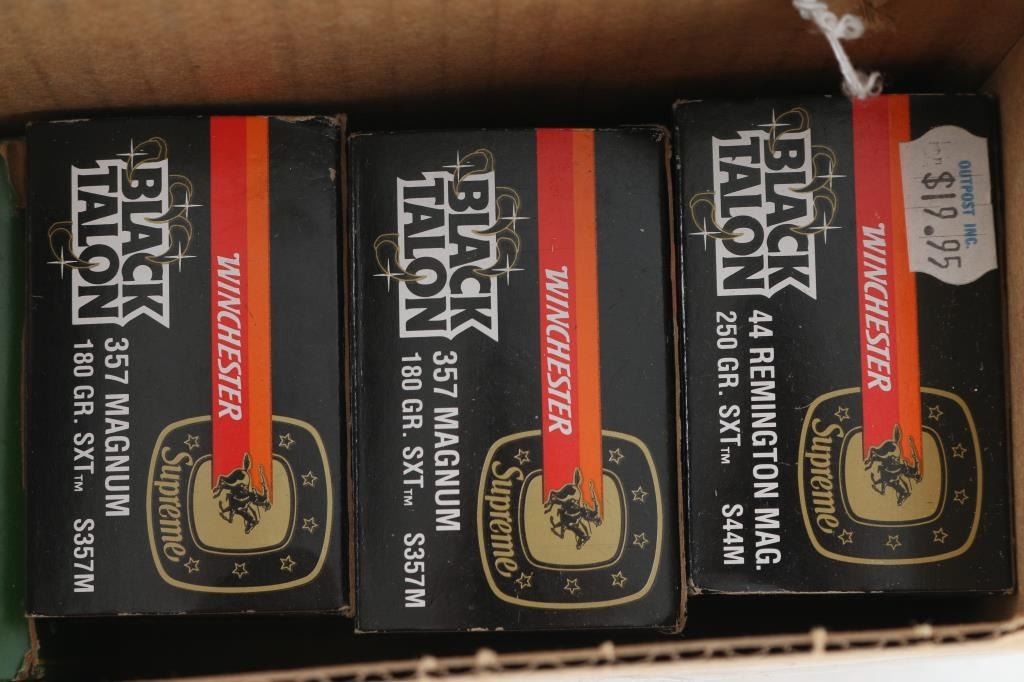 BLACK
TALON
357 MAGNUM
180 GR. SXT™ S357M
WINCHESTER
Supreme
BLACK
TALON
357 MAGNUM
180 GR. SXT™ S357M
WINCHESTER
Supreme
BLACK
TALON
44 REMINGTON MAG.
250 GR. SXT™ S44M
WINCHESTER
Supreme
OUTPOST INC.
$19.95